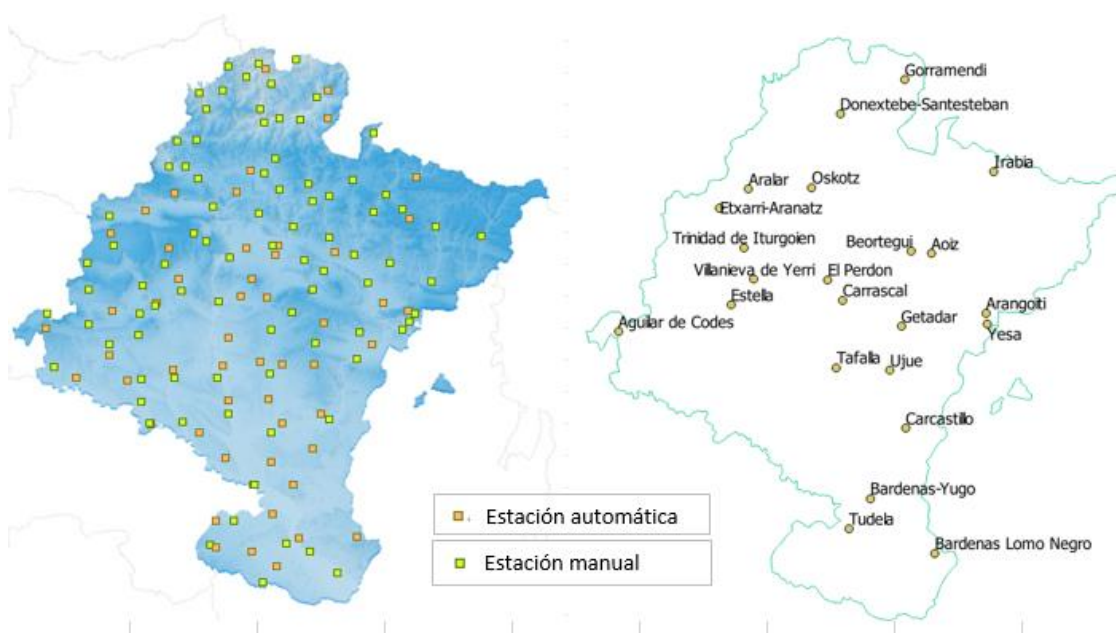 Gorramendi
Donextebe-Santesteban
Irabia
Aralar
Oskotz
Etxarri-Aranatz
Trinidad de Iturgoien
Beortegui
Aoiz
Villanieva de Yerri
El Perdon
Estella
Carrascal
Arangoiti
Aguilar de Codes
Getadar
Yesa
Tafalla
Ujue
Carcastillo
Bardenas-Yugo
Tudela
Bardenas Lomo Negro
Estación automática
Estación manual